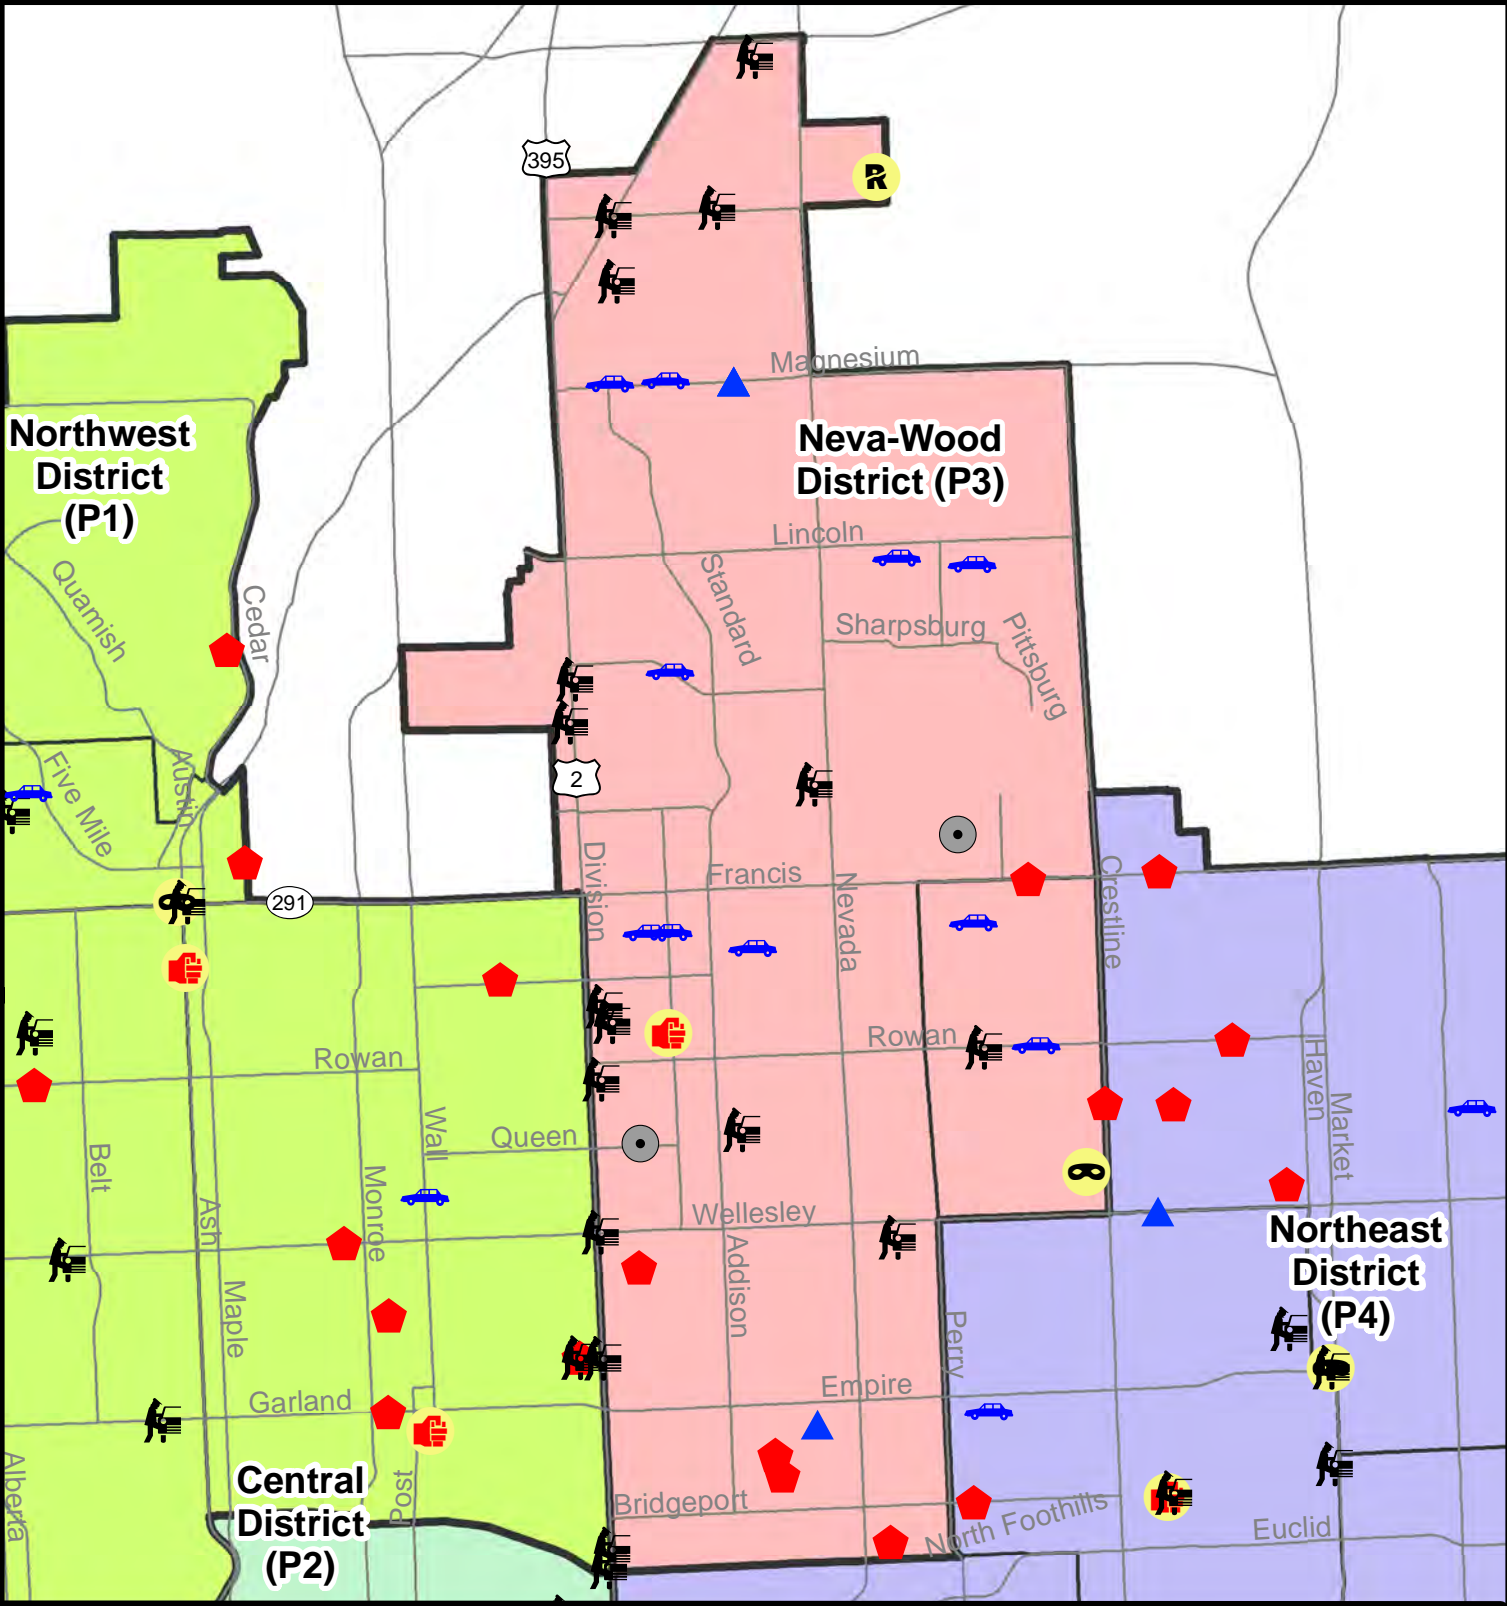 395
R
Magnesium
Northwest
District
(P1)
Neva-Wood
District (P3)
Lincoln
Standard
Quamish
Cedar
Sharpsburg
Pittsburg
Five Mile
Austin
2
Division
Francis
Nevada
Crestline
291
Rowan
Rowan
Haven
Market
Wall
Queen
Belt
Monroe
Ash
Wellesley
Addison
Northeast
District
(P4)
Maple
Perry
Garland
Empire
Alberta
Central
District
(P2)
Post
Bridgeport
North Foothills
Euclid